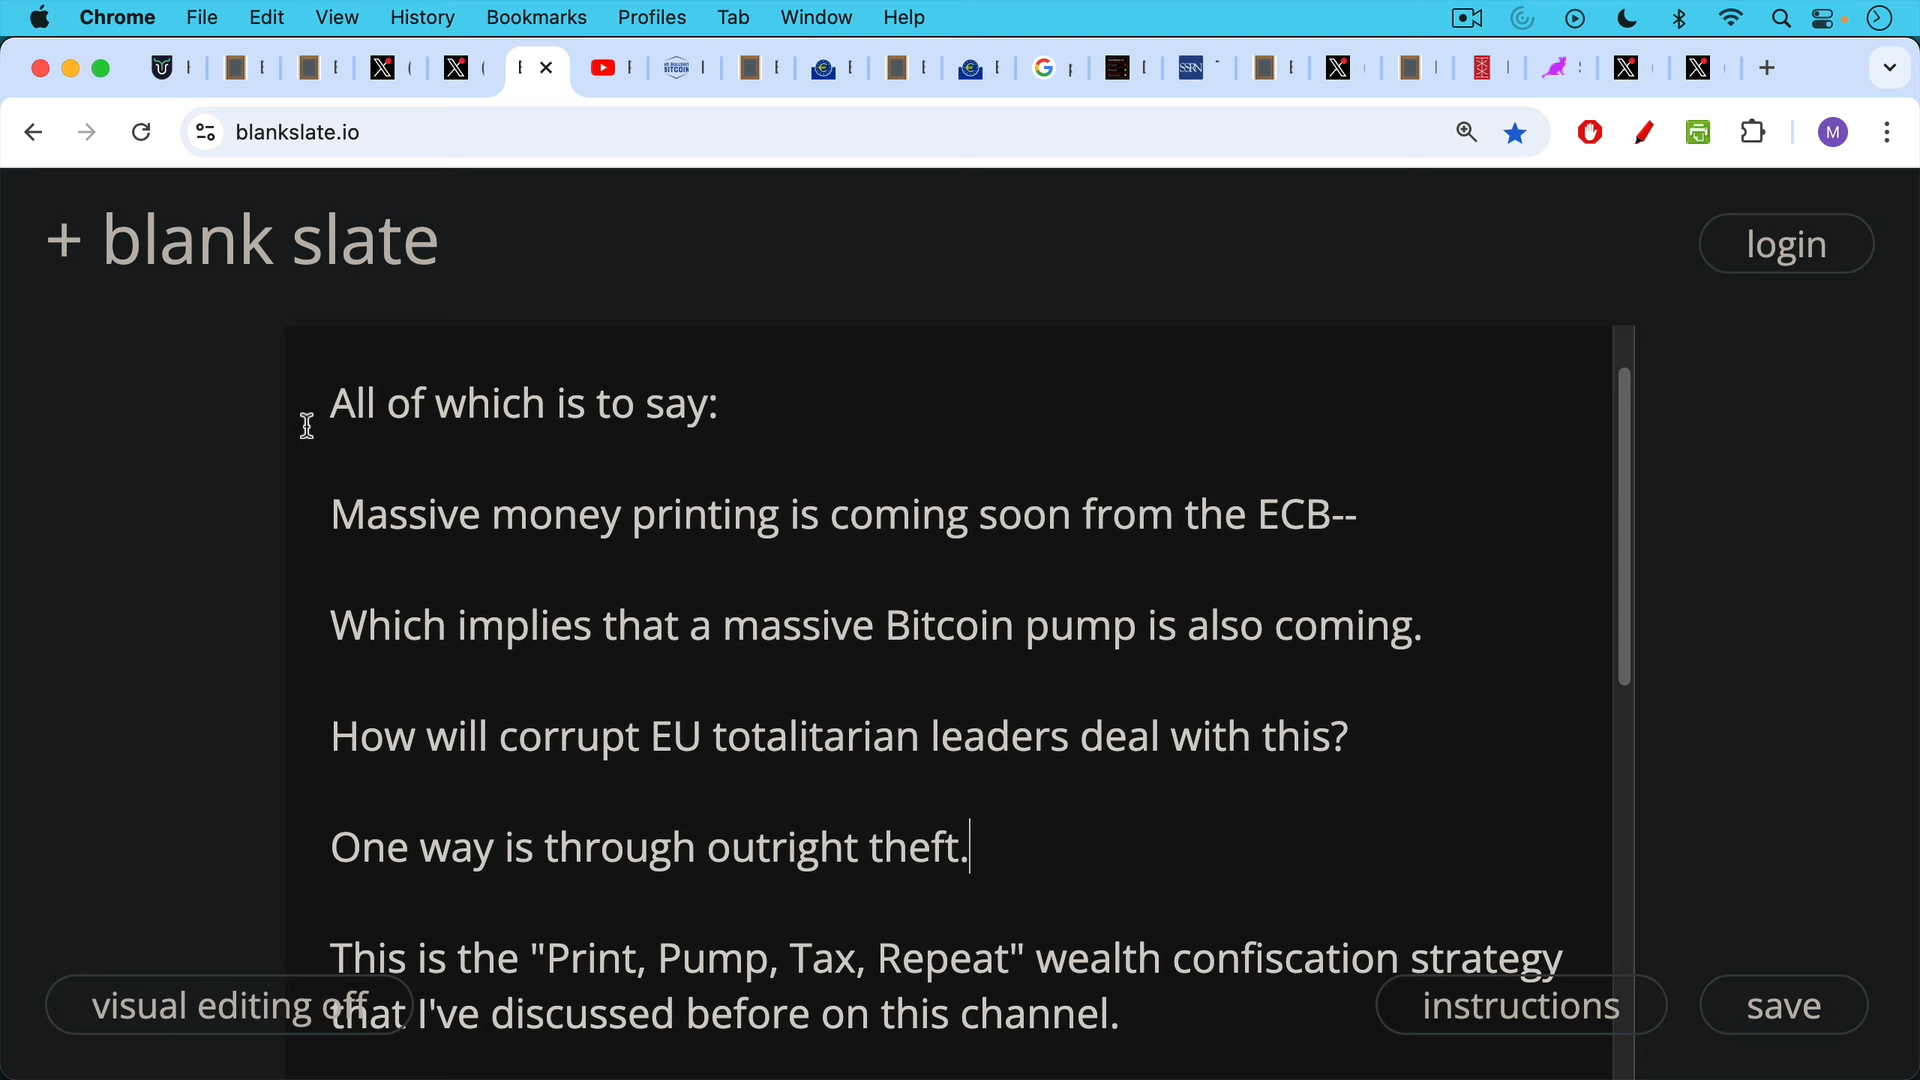 Chrome File Edit View History Bookmarks Profiles Tab Window Help
blankslate.io
M
+ blank slate
login
All of which is to say:
Massive money printing is coming soon from the ECB--
Which implies that a massive Bitcoin pump is also coming.
How will corrupt EU totalitarian leaders deal with this?
One way is through outright theft.
This is the "Print, Pump, Tax, Repeat" wealth confiscation strategy
that I've discussed before on this channel.
visual editing off
instructions
save